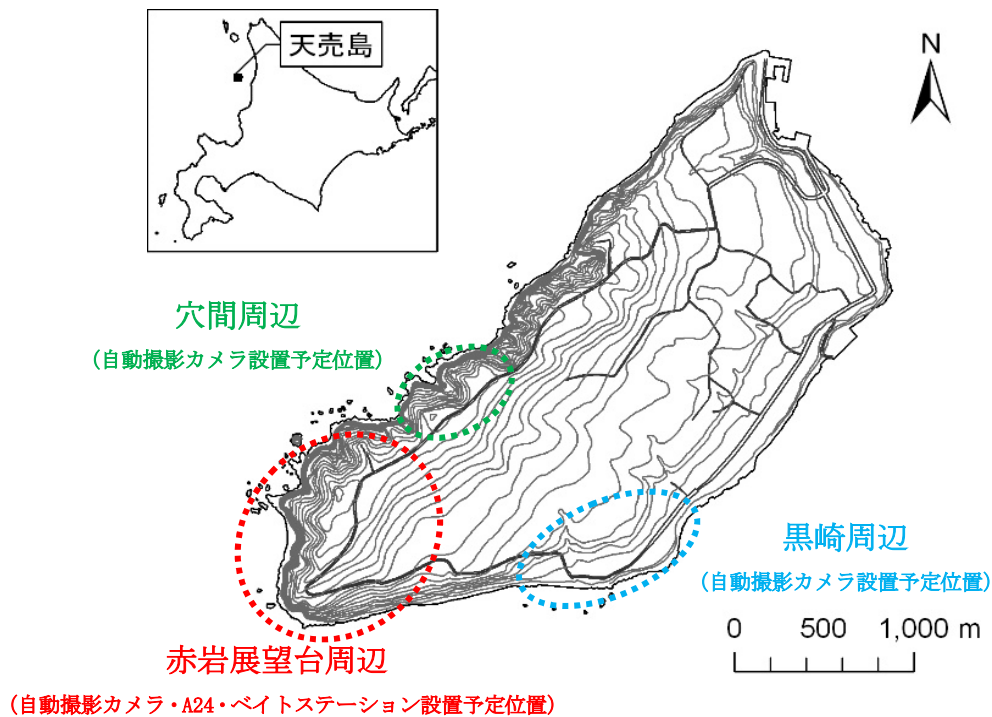 天売島
N
穴間周辺
(自動撮影カメラ設置予定位置)
黒崎周辺
(自動撮影カメラ設置予定位置)
0 500 1,000 m
赤岩展望台周辺
(自動撮影カメラ・A24・ベイトステーション設置予定位置)